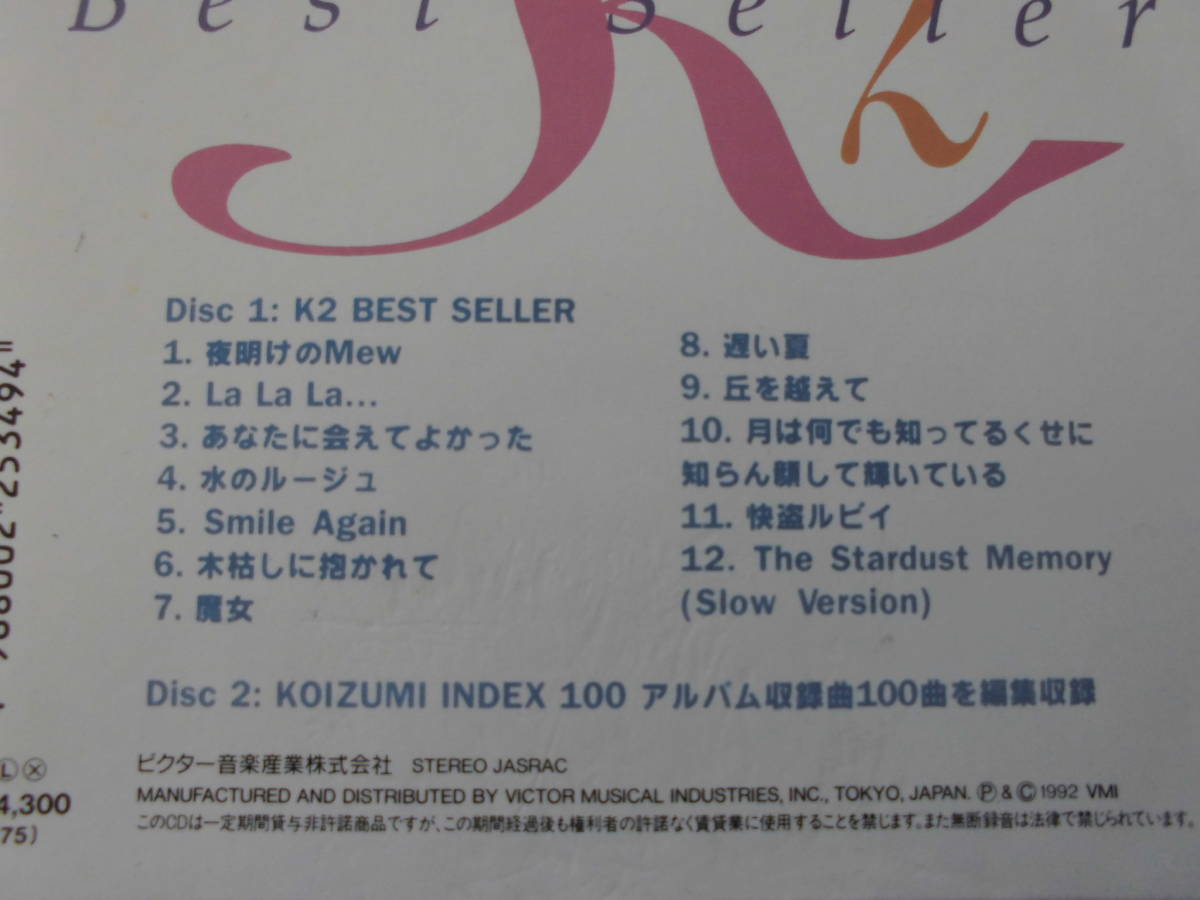 Best Seller
K2
Disc 1: K2 BEST SELLER
1. 夜明けのMew
2. La La La...
3. あなたに会えてよかった
4. 水のルージュ
5. Smile Again
6. 木枯しに抱かれて
7. 魔女
8. 遅い夏
9. 丘を越えて
10. 月は何でも知ってるくせに
知らん顔して輝いている
11. 快盗ルビイ
12. The Stardust Memory
(Slow Version)
Disc 2: KOIZUMI INDEX 100 アルバム収録曲100曲を編集収録
ビクター音楽産業株式会社 STEREO JASRAC
MANUFACTURED AND DISTRIBUTED BY VICTOR MUSICAL INDUSTRIES, INC., TOKYO, JAPAN. Ⓟ & © 1992 VMI
このCDは一定期間貸与非許諾商品ですが、この期間経過後も権利者の許諾なく賃貸業に使用することを禁じます。また無断録音は法律で禁じられています。
Ⓛ Ⓧ
4,300
75)
253494